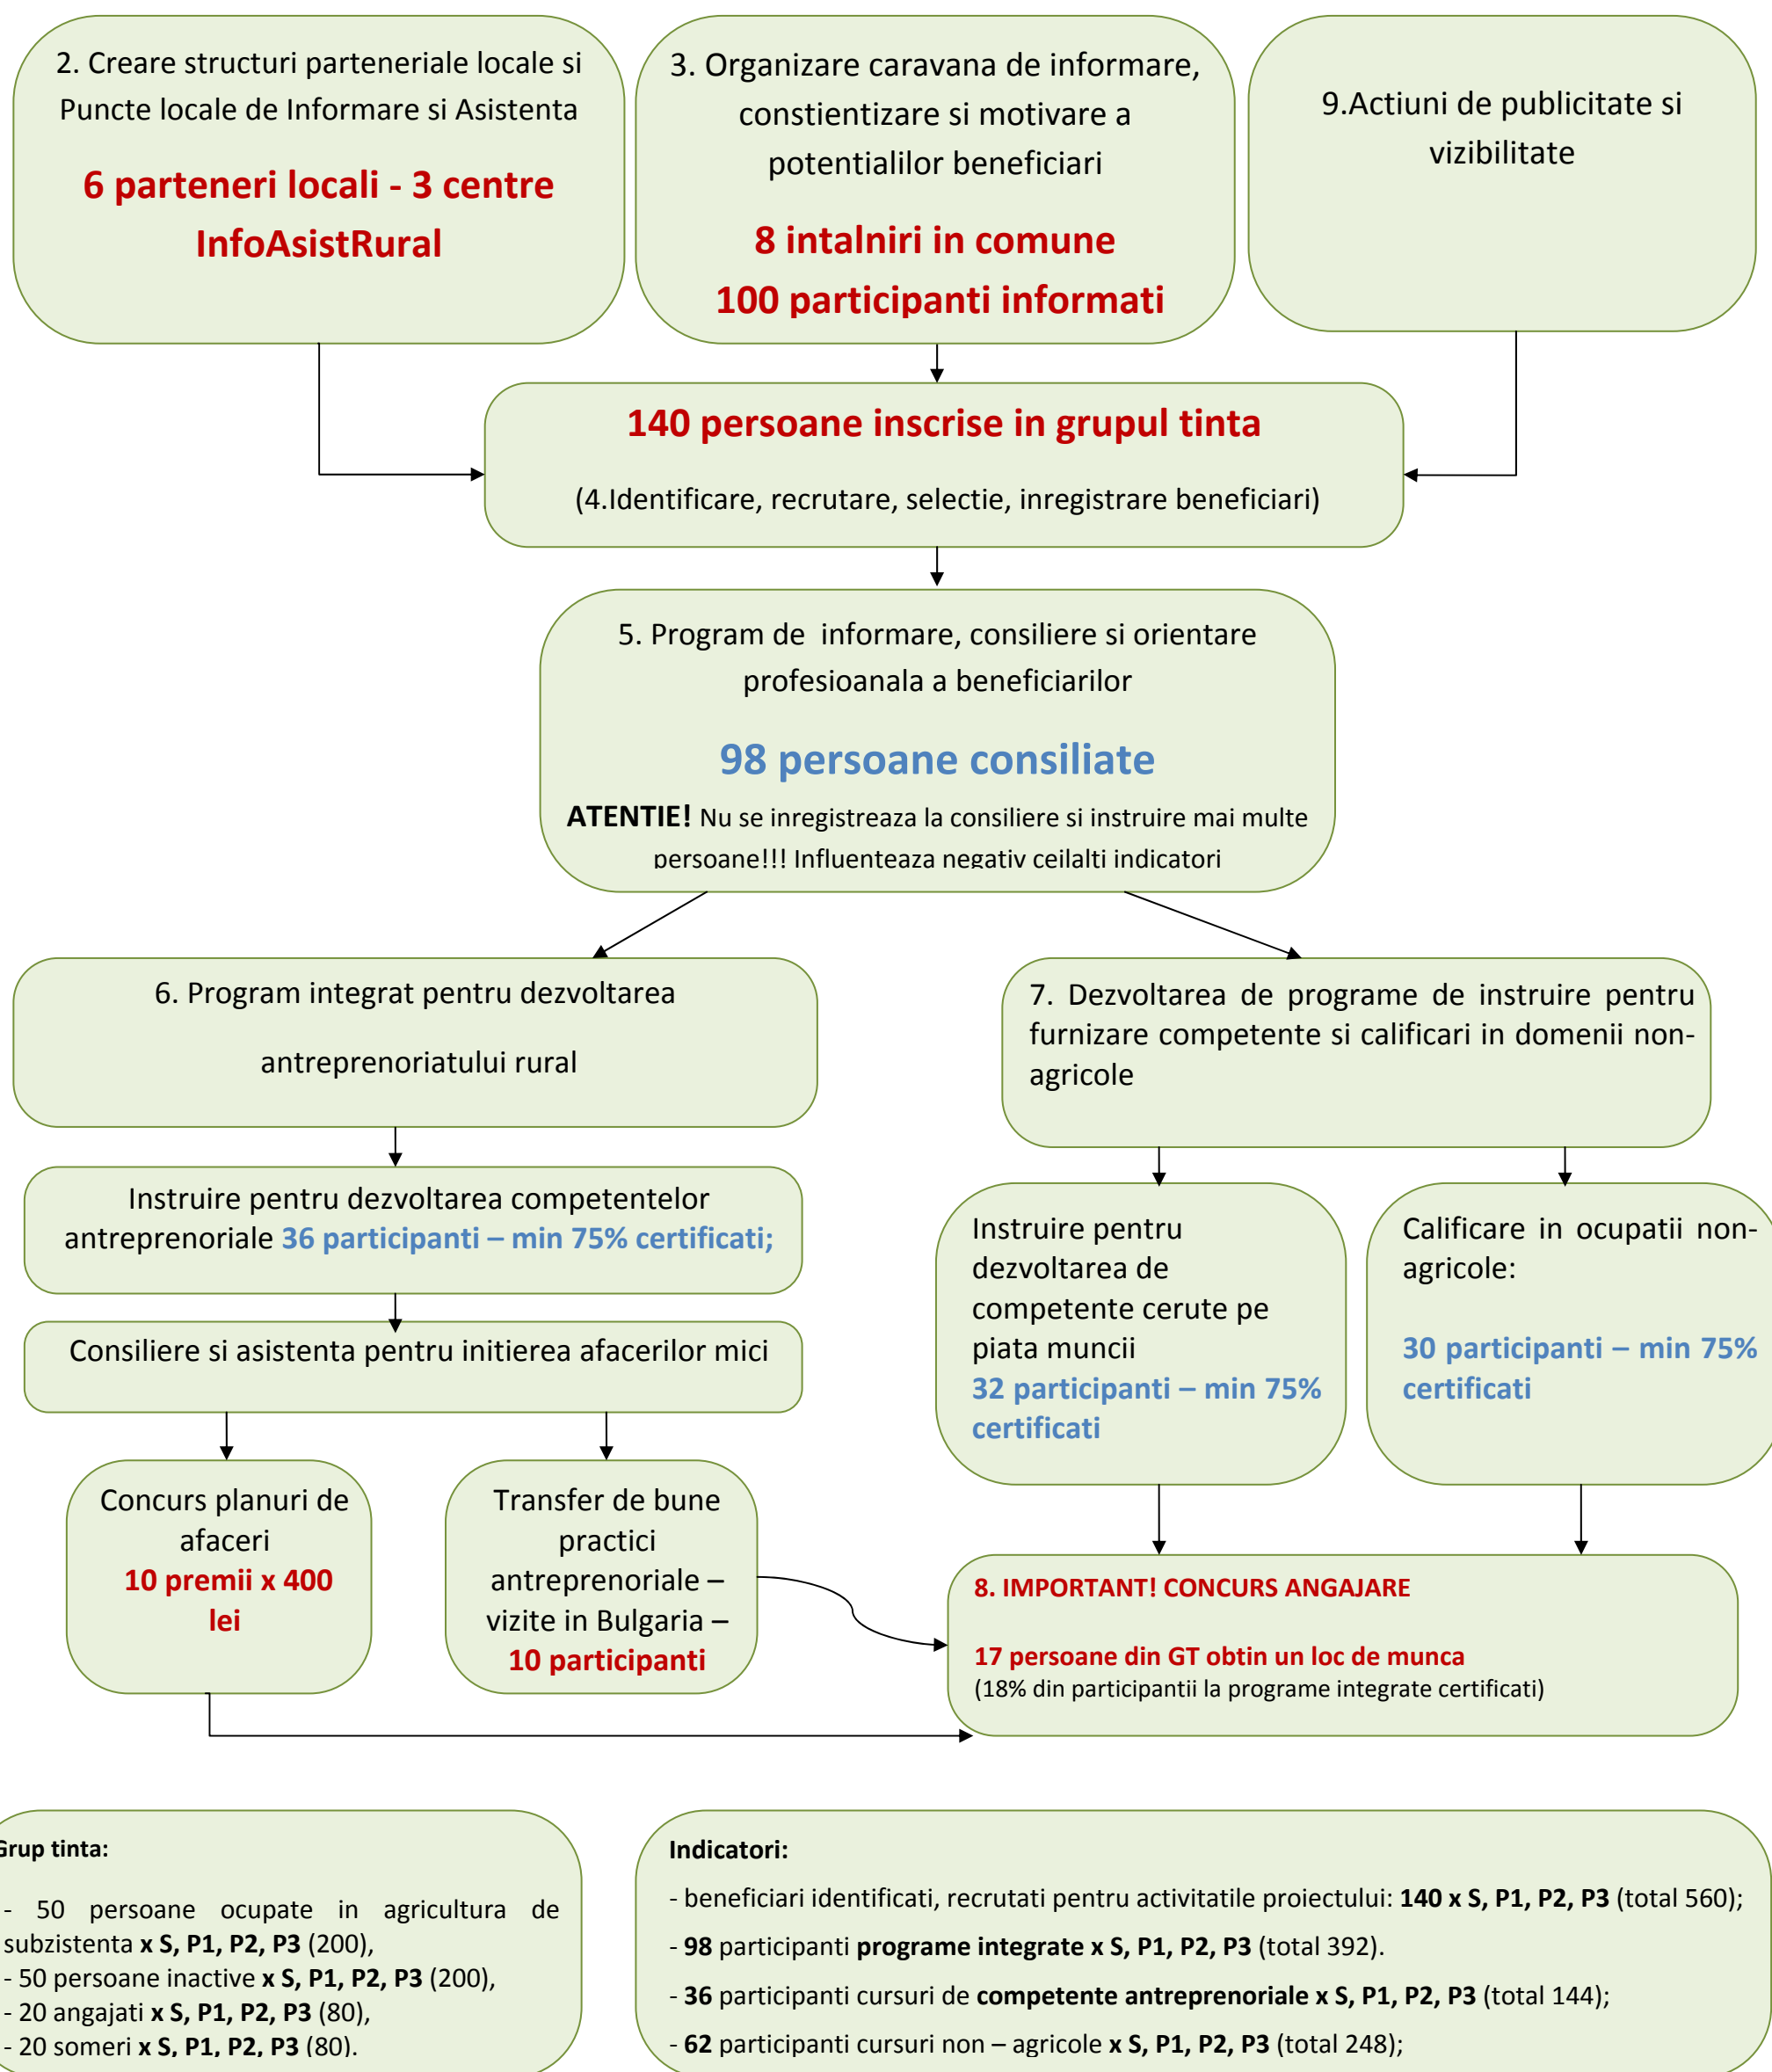 2. Creare structuri parteneriale locale si
Puncte locale de Informare si Asistenta
6 parteneri locali - 3 centre
InfoAsistRural
3. Organizare caravana de informare,
constientizare si motivare a
potentialilor beneficiari
8 intalniri in comune
100 participanti informati
9.Actiuni de publicitate si
vizibilitate
140 persoane inscrise in grupul tinta
(4.Identificare, recrutare, selectie, inregistrare beneficiari)
5. Program de informare, consiliere si orientare
profesioanala a beneficiarilor
98 persoane consiliate
ATENTIE! Nu se inregistreaza la consiliere si instruire mai multe
persoane!!! Influenteaza negativ ceilalti indicatori
6. Program integrat pentru dezvoltarea
antreprenoriatului rural
7. Dezvoltarea de programe de instruire pentru
furnizare competente si calificari in domenii non-
agricole
Instruire pentru dezvoltarea competentelor
antreprenoriale 36 participanti – min 75% certificati;
Consiliere si asistenta pentru initierea afacerilor mici
Instruire pentru
dezvoltarea de
competente cerute pe
piata muncii
32 participanti – min 75%
certificati
Calificare in ocupatii non-
agricole:
30 participanti – min 75%
certificati
Concurs planuri de
afaceri
10 premii x 400
lei
Transfer de bune
practici
antreprenoriale –
vizite in Bulgaria –
10 participanti
8. IMPORTANT! CONCURS ANGAJARE
17 persoane din GT obtin un loc de munca
(18% din participantii la programe integrate certificati)
Grup tinta:
- 50 persoane ocupate in agricultura de
subzistenta x S, P1, P2, P3 (200),
- 50 persoane inactive x S, P1, P2, P3 (200),
- 20 angajati x S, P1, P2, P3 (80),
- 20 someri x S, P1, P2, P3 (80).
Indicatori:
- beneficiari identificati, recrutati pentru activitatile proiectului: 140 x S, P1, P2, P3 (total 560);
- 98 participanti programe integrate x S, P1, P2, P3 (total 392).
- 36 participanti cursuri de competente antreprenoriale x S, P1, P2, P3 (total 144);
- 62 participanti cursuri non – agricole x S, P1, P2, P3 (total 248);